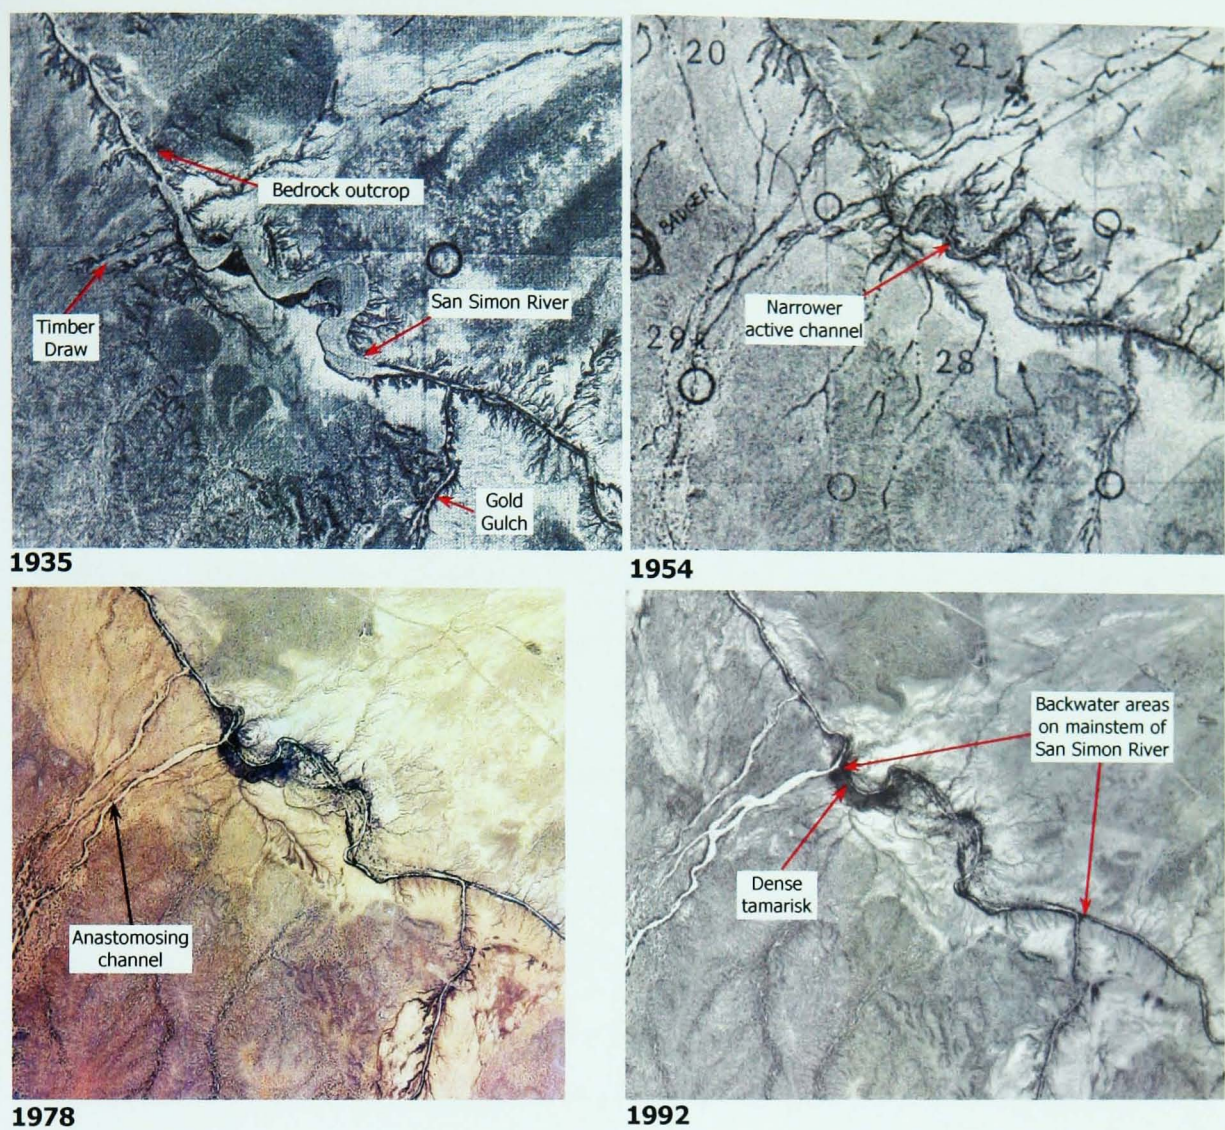 Bedrock outcrop
San Simon River
Timber
Draw
Gold
Gulch
1935
20
21
BADGER
Narrower
active channel
29
28
1954
Anastomosing
channel
1978
Backwater areas
on mainstem of
San Simon River
Dense
tamarisk
1992